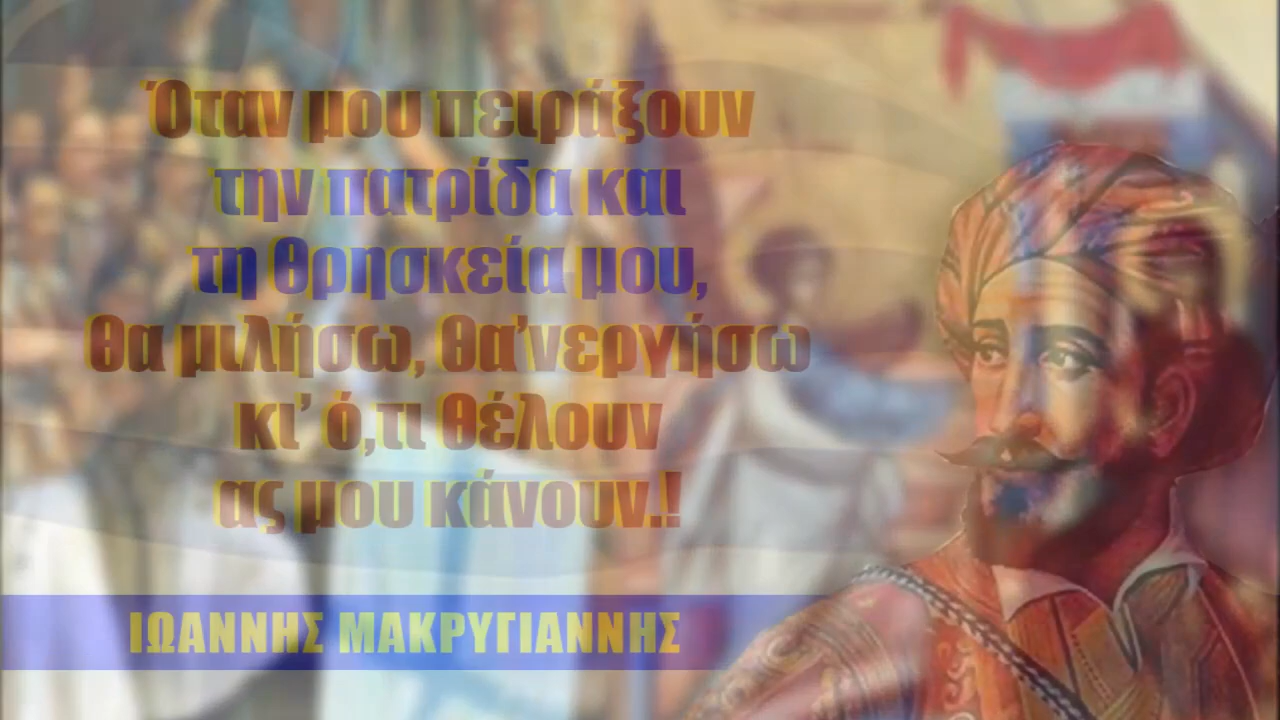 Όταν μου πειράξουν
την πατρίδα και
τη θρησκεία μου,
θα μιλήσω, θα'νεργήσω
κι' ό,τι θέλουν
ας μου κάνουν.!
ΙΩΑΝΝΗΣ ΜΑΚΡΥΓΙΑΝΝΗΣ